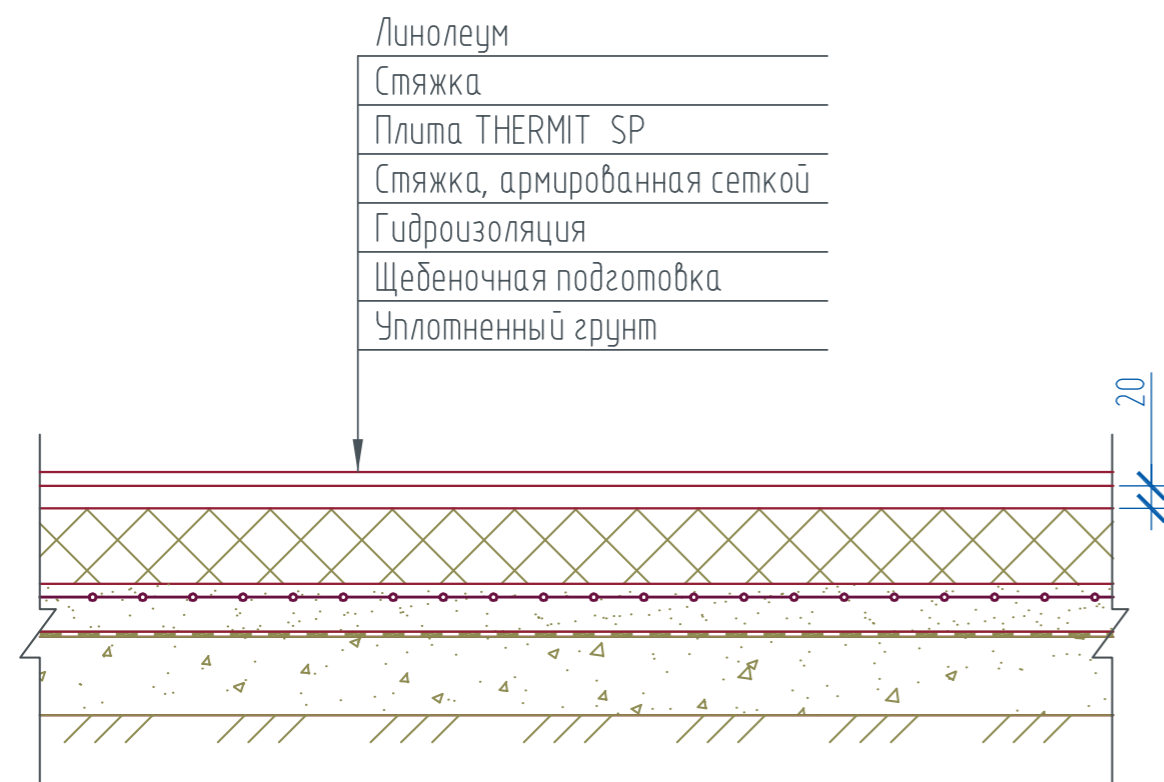 Линолеум
Стяжка
Плита THERMIT SP
Стяжка, армированная сеткой
Гидроизоляция
Щебеночная подготовка
Уплотненный грунт
20